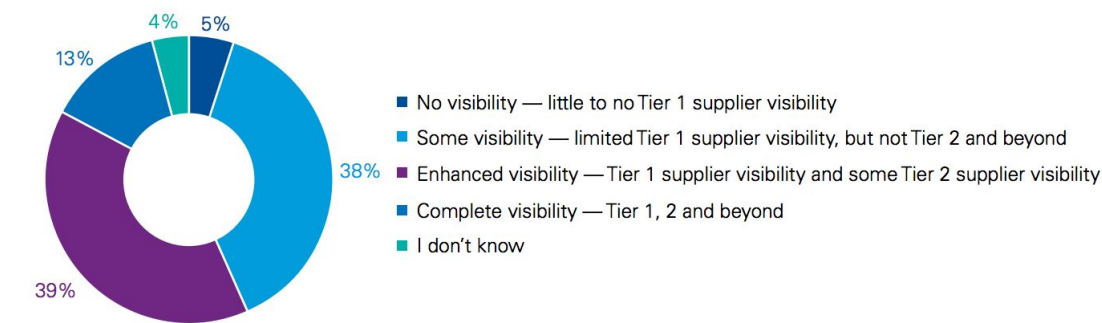 4%
5%
13%
38%
39%
No visibility — little to no Tier 1 supplier visibility
Some visibility — limited Tier 1 supplier visibility, but not Tier 2 and beyond
Enhanced visibility — Tier 1 supplier visibility and some Tier 2 supplier visibility
Complete visibility — Tier 1, 2 and beyond
I don’t know